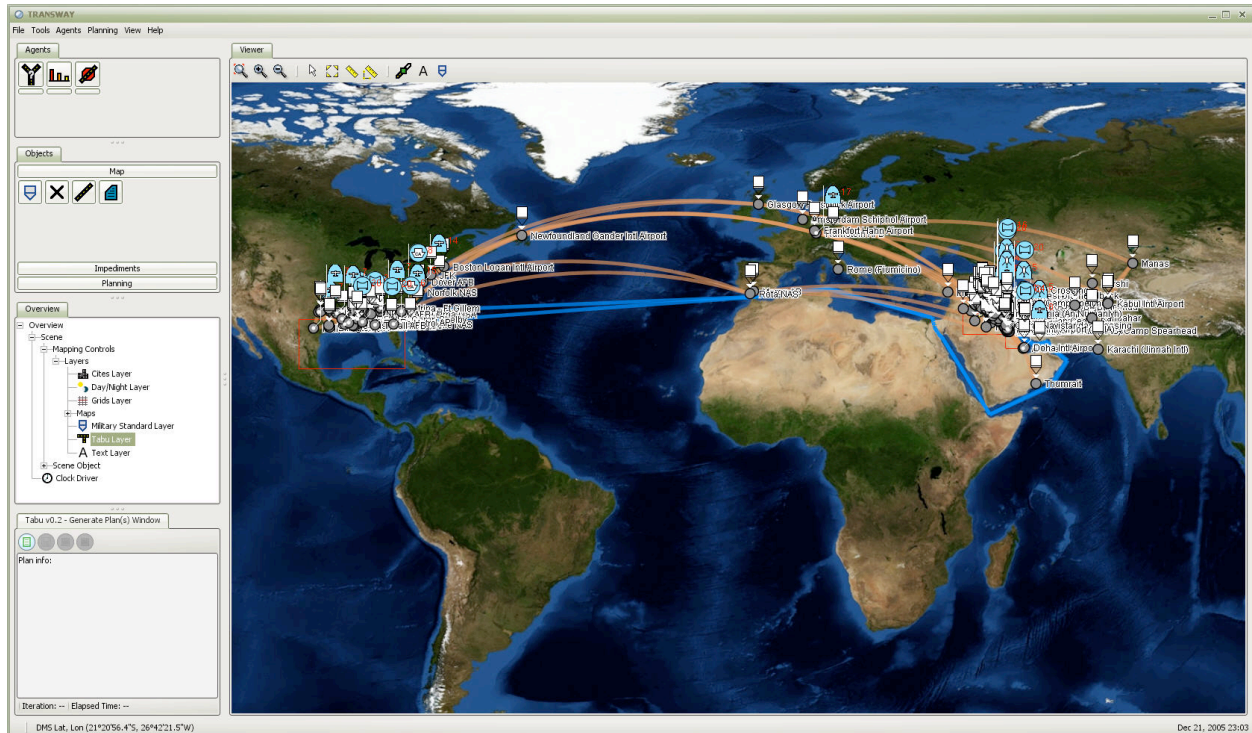 TRANSWAY
File Tools Agents Planning View Help
Agents
Objects
Map
Impediments
Planning
Overview
Overview
Scene
Mapping Controls
Layers
Cites Layer
Day/Night Layer
Grids Layer
Maps
Military Standard Layer
Tabu Layer
A Text Layer
Scene Object
Clock Driver
Tabu v0.2 - Generate Plan(s) Window
Plan info:
Iteration: -- Elapsed Time: --
Viewer
A
17
Newfoundland Gander Intl Airport
Amsterdam Schiphol Airport
Frankfort Hahn Airport
Boston Logan Intl Airport
Dover AFB
Norfolk NAS
Rome (Fiumicino)
Rota NAS
Manas
Kabul Intl Airport
Camp Spearhead
Doha Intl
Karachi (Jinnah Intl)
Thumrait
DMS Lat, Lon (21°20'56.4"S, 26°42'21.5"W)
Dec 21, 2005 23:03